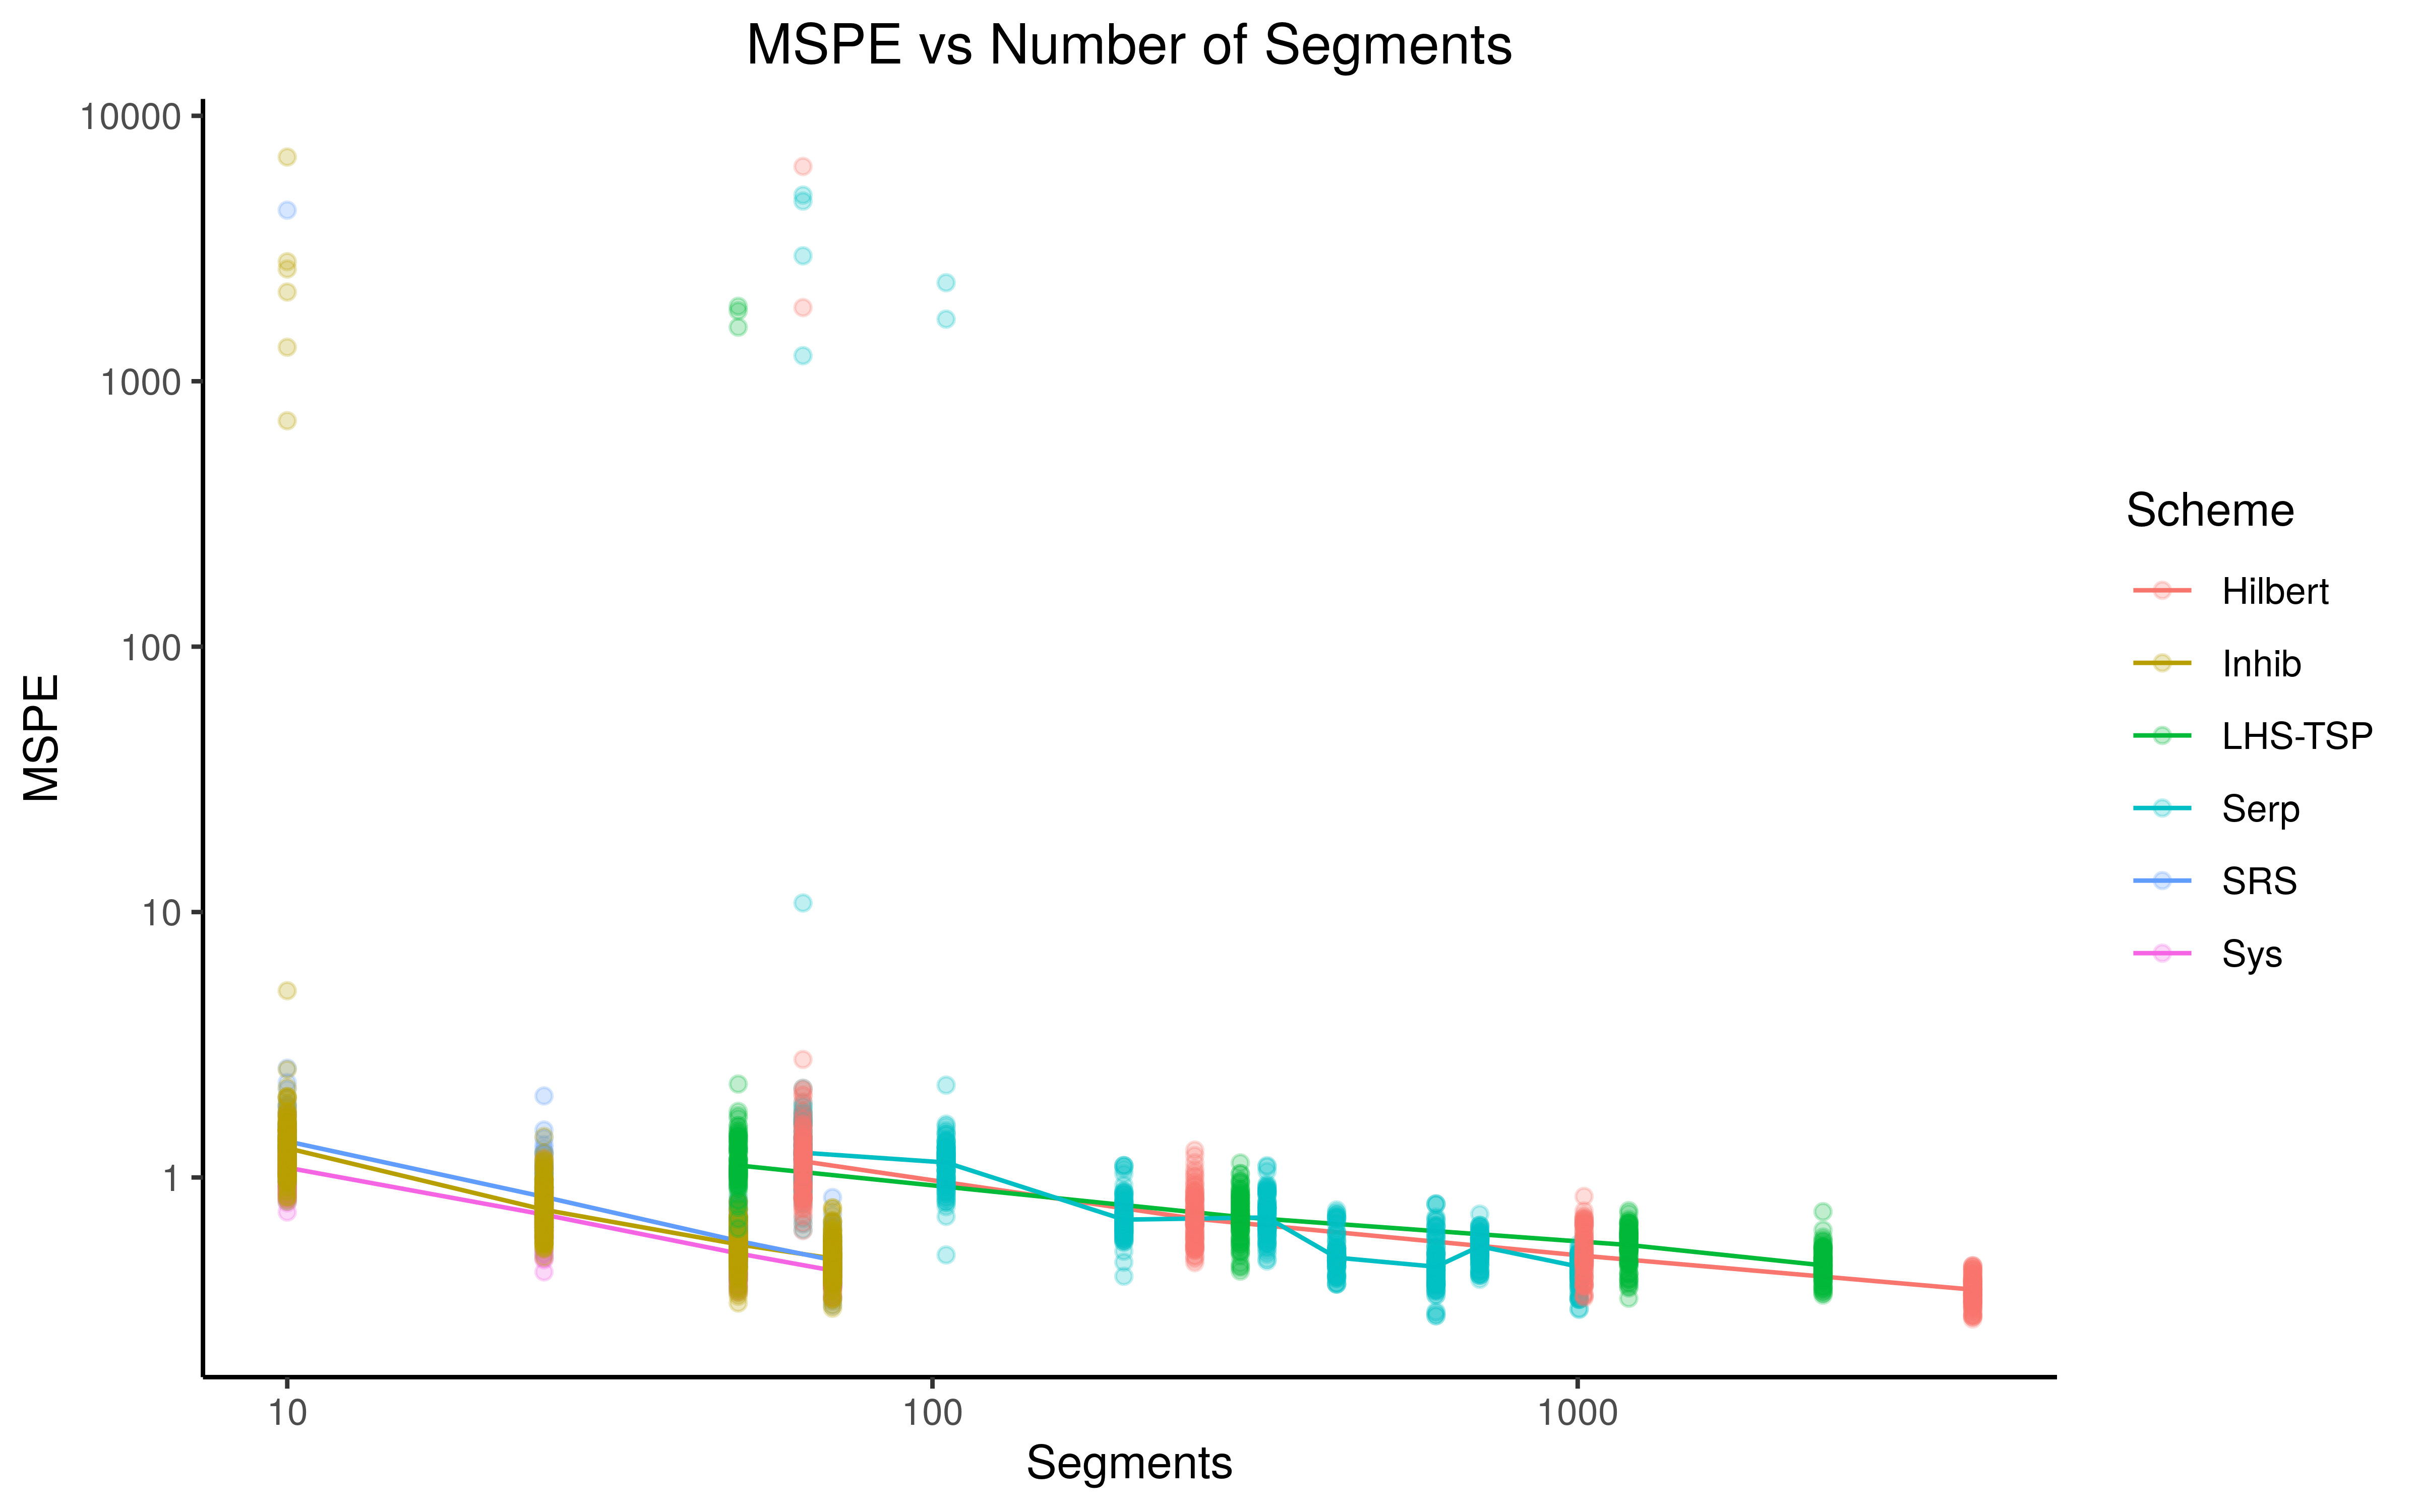 MSPE vs Number of Segments
MSPE
10000
1000
100
10
1
10
100
1000
Segments
Scheme
Hilbert
Inhib
LHS-TSP
Serp
SRS
Sys